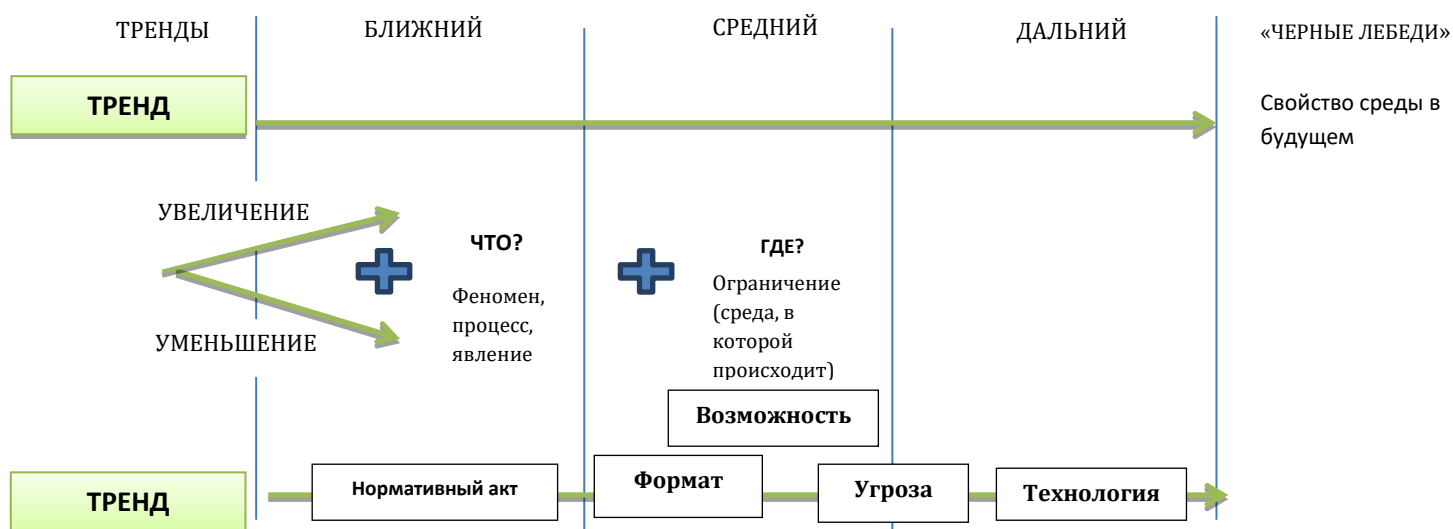 ТРЕНДЫ
БЛИЖНИЙ
СРЕДНИЙ
ДАЛЬНИЙ
«ЧЕРНЫЕ ЛЕБЕДИ»
ТРЕНД
Свойство среды в
будущем
УВЕЛИЧЕНИЕ
УМЕНЬШЕНИЕ
ЧТО?
Феномен,
процесс,
явление
ГДЕ?
Ограничение
(среда, в
которой
происходит)
Возможность
ТРЕНД
Нормативный акт
Формат
Угроза
Технология